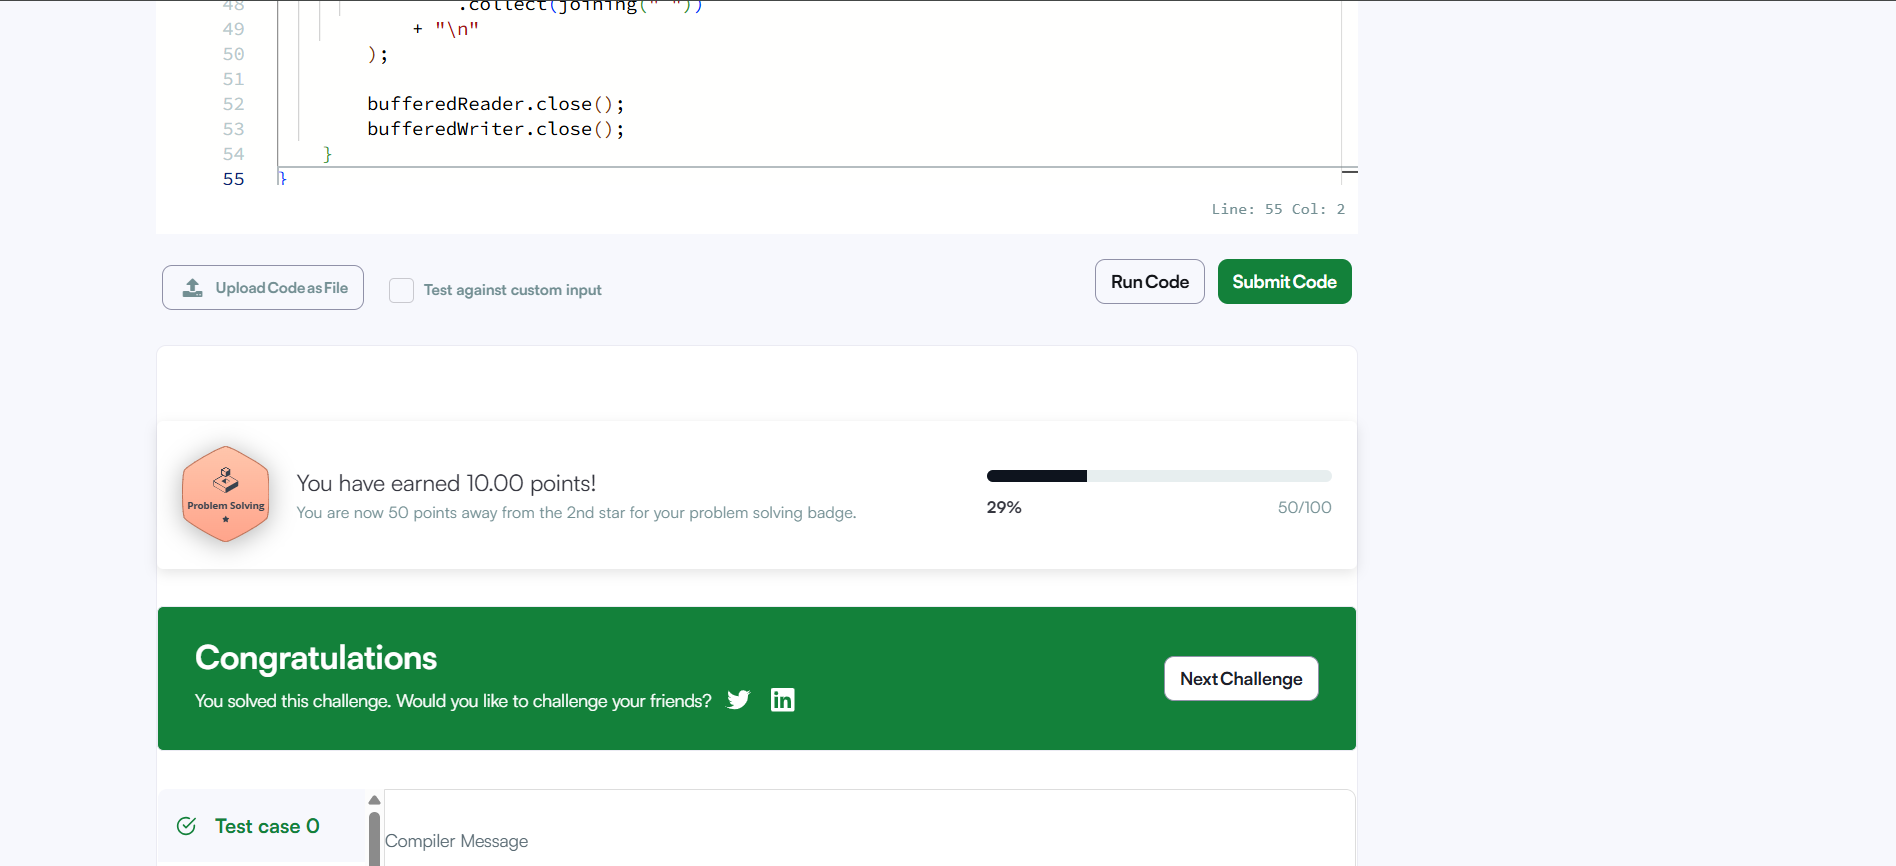 48 .collect(joining(" "))
49 + "\n"
50 );
51
52 bufferedReader.close();
53 bufferedWriter.close();
54 }
55 }
Line: 55 Col: 2
Upload Code as File
Test against custom input
Run Code
Submit Code
Problem Solving
You have earned 10.00 points!
You are now 50 points away from the 2nd star for your problem solving badge.
29% 50/100
Congratulations
You solved this challenge. Would you like to challenge your friends?
Next Challenge
Test case 0
Compiler Message